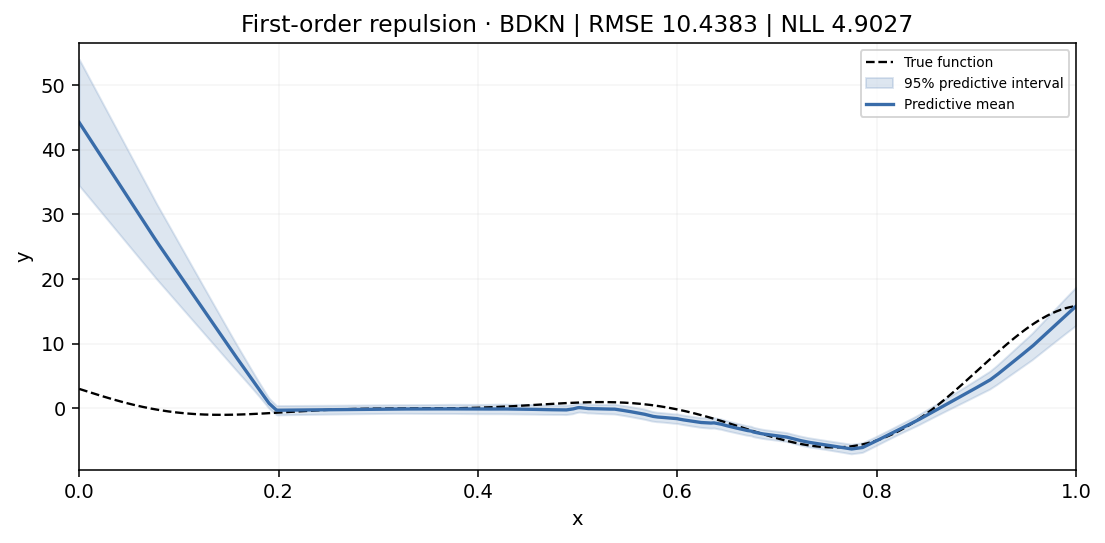 First-order repulsion · BDKN | RMSE 10.4383 | NLL 4.9027
True function
95% predictive interval
Predictive mean
y
50
40
30
20
10
0
0.0 0.2 0.4 0.6 0.8 1.0
x